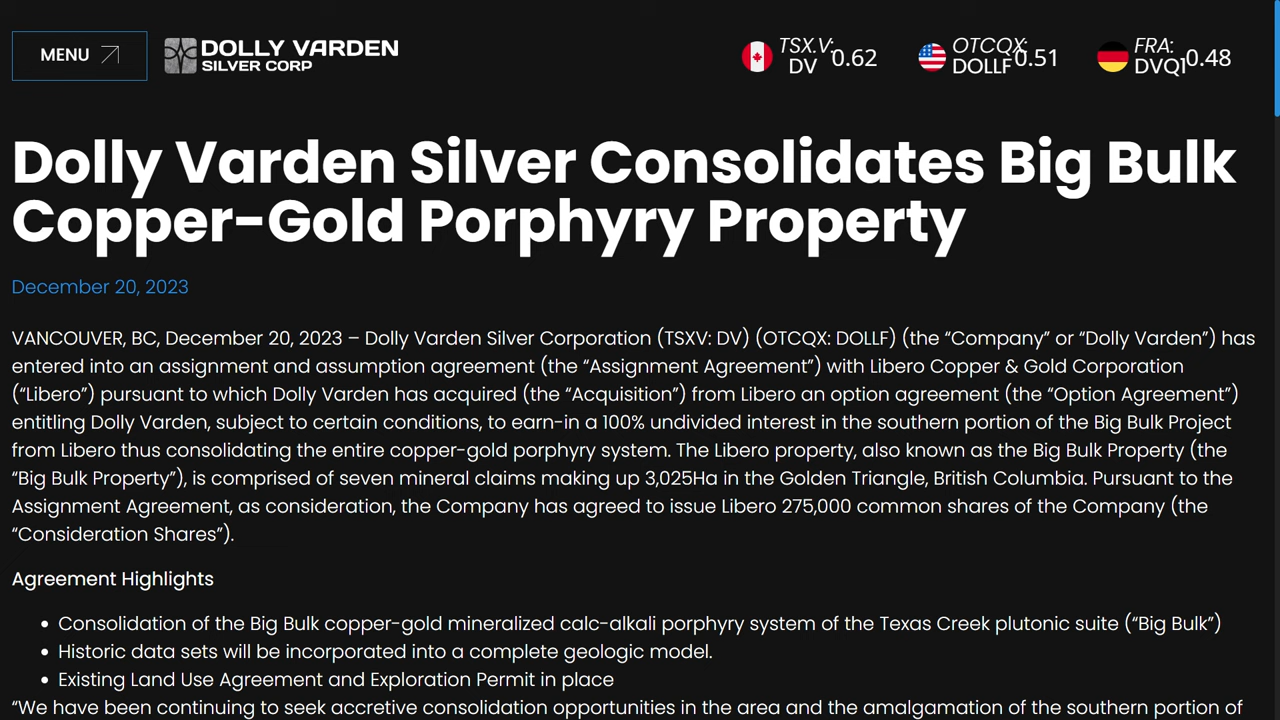 MENU
DOLLY VARDEN
SILVER CORP
TSX.V: DV 0.62
OTCQX: DOLLF 0.51
FRA: DVQ1 0.48
Dolly Varden Silver Consolidates Big Bulk
Copper-Gold Porphyry Property
December 20, 2023
VANCOUVER, BC, December 20, 2023 – Dolly Varden Silver Corporation (TSXV: DV) (OTCQX: DOLLF) (the “Company” or “Dolly Varden”) has
entered into an assignment and assumption agreement (the “Assignment Agreement”) with Libero Copper & Gold Corporation
(“Libero”) pursuant to which Dolly Varden has acquired (the “Acquisition”) from Libero an option agreement (the “Option Agreement”)
entitling Dolly Varden, subject to certain conditions, to earn-in a 100% undivided interest in the southern portion of the Big Bulk Project
from Libero thus consolidating the entire copper-gold porphyry system. The Libero property, also known as the Big Bulk Property (the
“Big Bulk Property”), is comprised of seven mineral claims making up 3,025Ha in the Golden Triangle, British Columbia. Pursuant to the
Assignment Agreement, as consideration, the Company has agreed to issue Libero 275,000 common shares of the Company (the
“Consideration Shares”).
Agreement Highlights
• Consolidation of the Big Bulk copper-gold mineralized calc-alkali porphyry system of the Texas Creek plutonic suite (“Big Bulk”)
• Historic data sets will be incorporated into a complete geologic model.
• Existing Land Use Agreement and Exploration Permit in place
“We have been continuing to seek accretive consolidation opportunities in the area and the amalgamation of the southern portion of